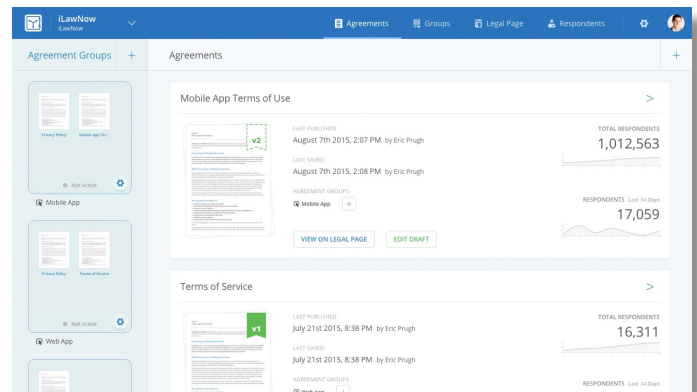 iLawNow
iLawNow
Agreements
Groups
Legal Page
Respondents
Agreement Groups +
Agreements +
Privacy Policy
Mobile App Ter...
Not Active
Mobile App
Privacy Policy
Terms of Service
Not Active
Web App
Mobile App Terms of Use >
v2
LAST PUBLISHED
August 7th 2015, 2:07 PM by Eric Prugh
LAST SAVED
August 7th 2015, 2:08 PM by Eric Prugh
AGREEMENT GROUPS
Mobile App +
VIEW ON LEGAL PAGE
EDIT DRAFT
TOTAL RESPONDENTS
1,012,563
RESPONDENTS Last 14 Days
17,059
Terms of Service >
v1
LAST PUBLISHED
July 21st 2015, 8:38 PM by Eric Prugh
LAST SAVED
July 21st 2015, 8:38 PM by Eric Prugh
AGREEMENT GROUPS
Web App +
TOTAL RESPONDENTS
16,311
RESPONDENTS Last 14 Days